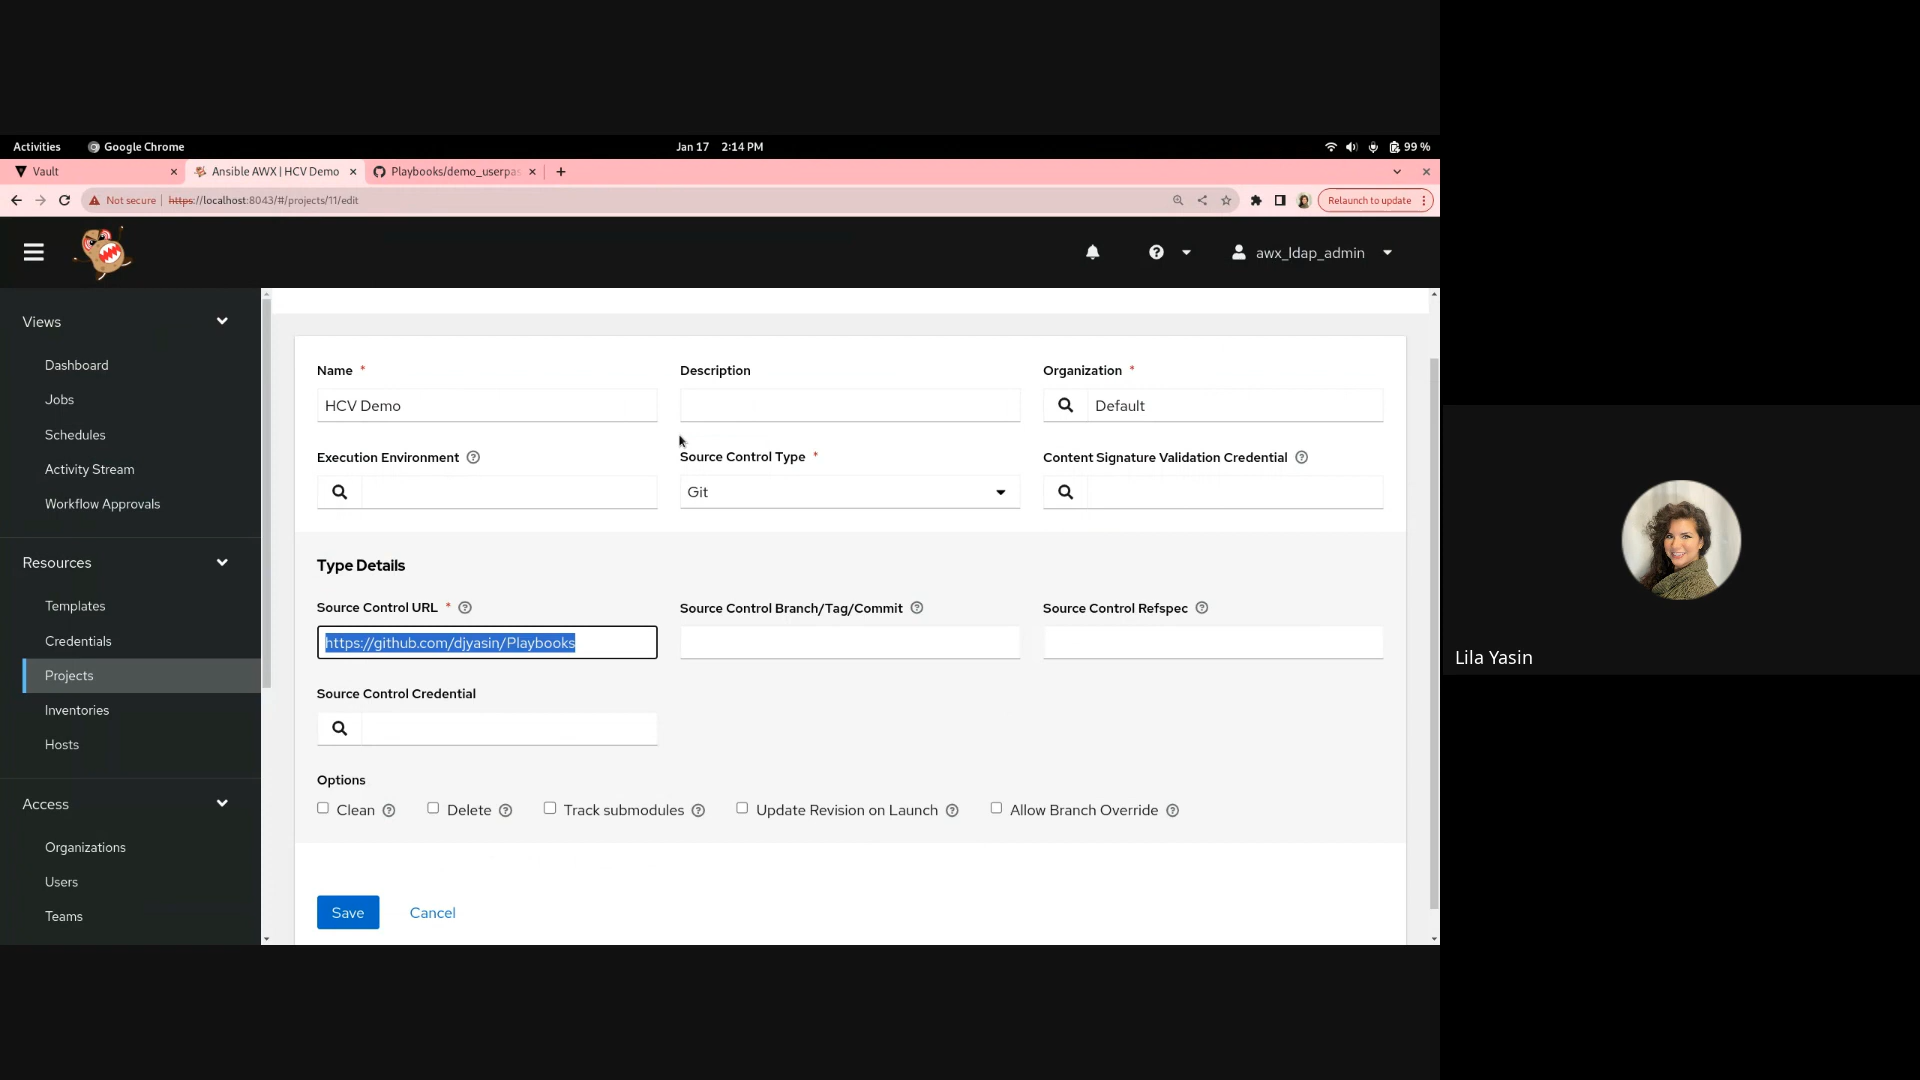 Activities Google Chrome Jan 17 2:14 PM 99 %
Vault Ansible AWX | HCV Demo Playbooks/demo_userpas
Not secure https://localhost:8043/#/projects/11/edit Relaunch to update
awx_ldap_admin
Views
Dashboard
Jobs
Schedules
Activity Stream
Workflow Approvals
Resources
Templates
Credentials
Projects
Inventories
Hosts
Access
Organizations
Users
Teams
Name * Description Organization *
HCV Demo Default
Execution Environment Source Control Type * Content Signature Validation Credential
Git
Type Details
Source Control URL * Source Control Branch/Tag/Commit Source Control Refspec
https://github.com/djyasin/Playbooks
Source Control Credential
Options
Clean Delete Track submodules Update Revision on Launch Allow Branch Override
Save Cancel
Lila Yasin